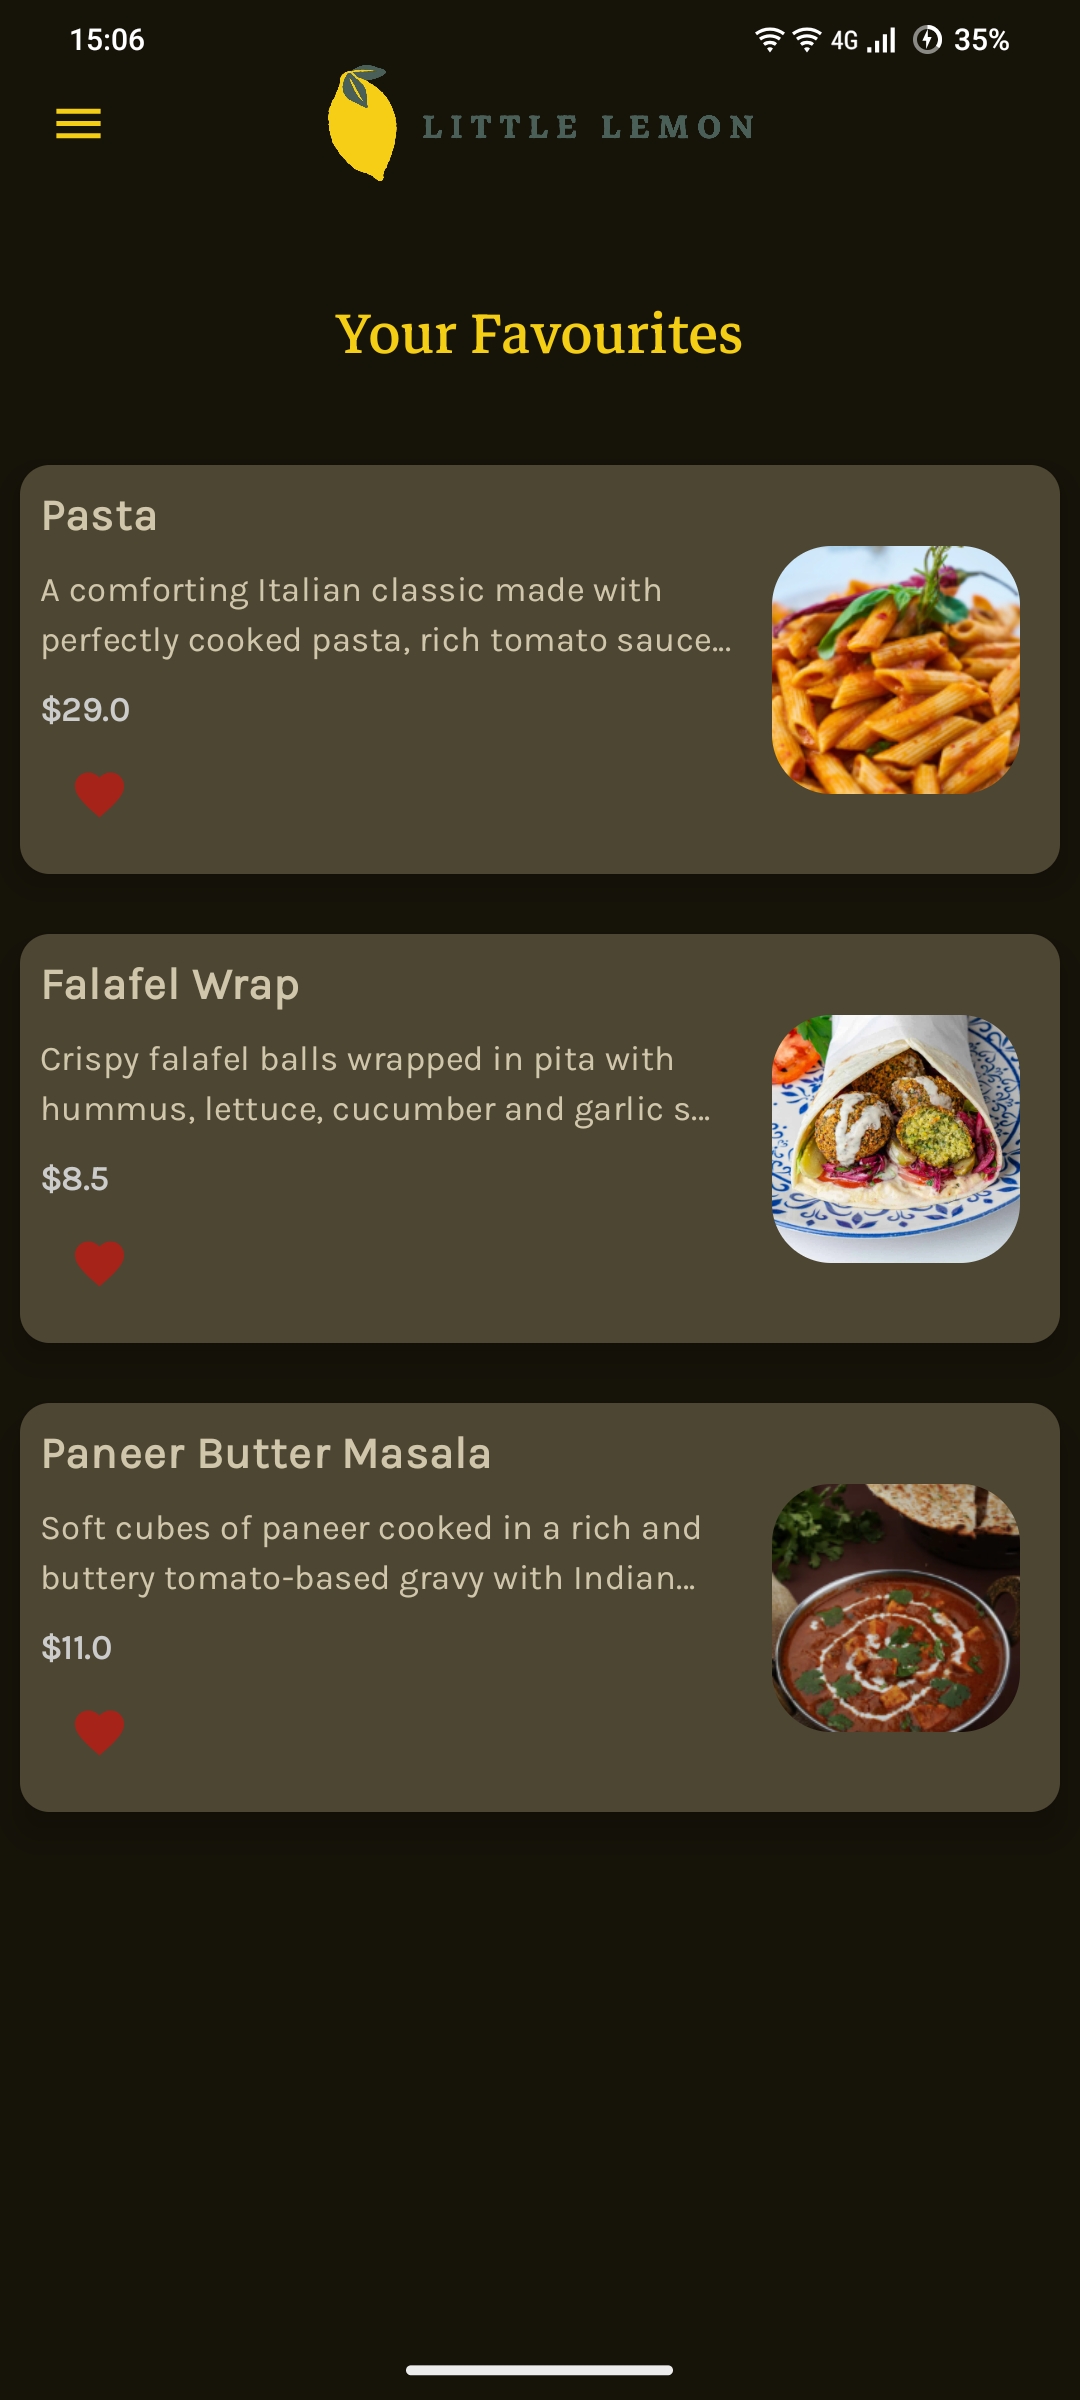 15:06
4G 35%
LITTLE LEMON
Your Favourites
Pasta
A comforting Italian classic made with
perfectly cooked pasta, rich tomato sauce...
$29.0
Falafel Wrap
Crispy falafel balls wrapped in pita with
hummus, lettuce, cucumber and garlic s...
$8.5
Paneer Butter Masala
Soft cubes of paneer cooked in a rich and
buttery tomato-based gravy with Indian...
$11.0